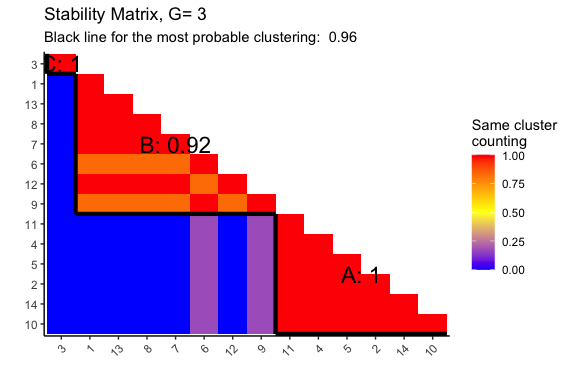 Stability Matrix, G= 3
Black line for the most probable clustering:  0.96
3
1
13
8
7
6
12
9
11
4
5
2
14
10
C: 1
B: 0.92
A: 1
3 1 13 8 7 6 12 9 11 4 5 2 14 10
Same cluster
counting
1.00
0.75
0.50
0.25
0.00